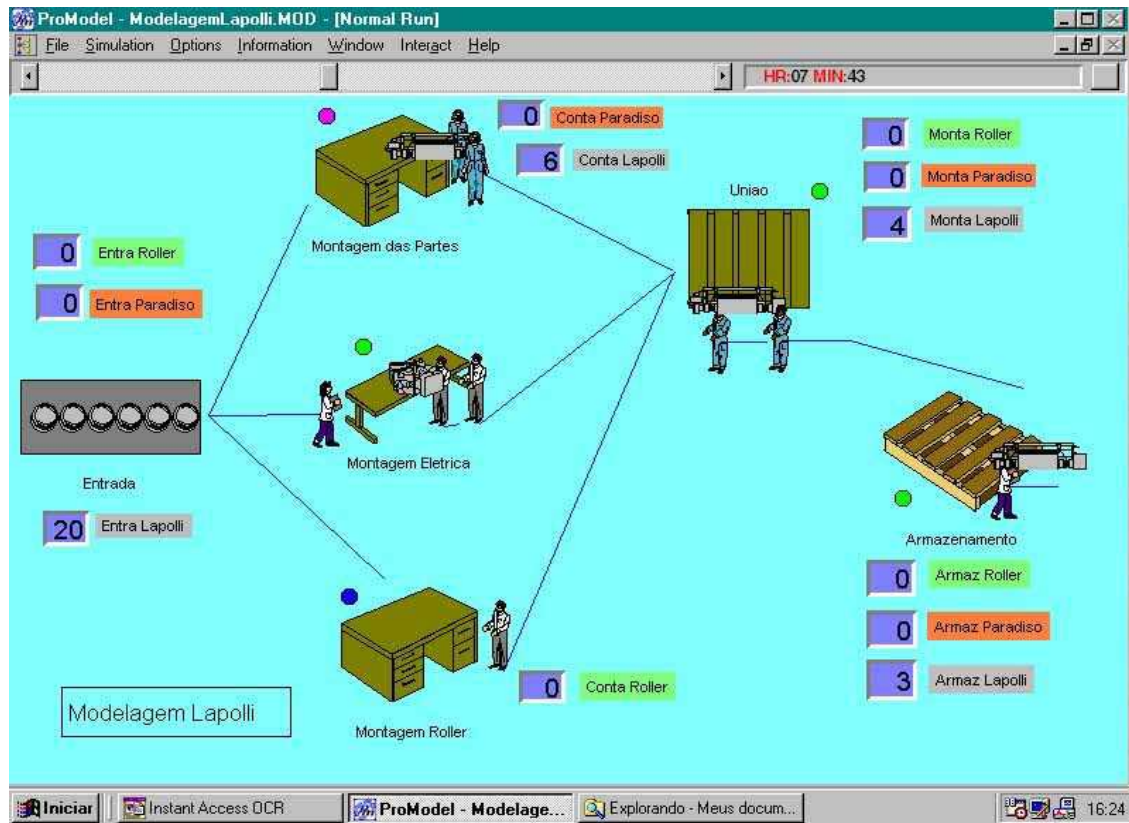 ProModel - ModelagemLapolli.MOD - [Normal Run]
File Simulation Options Information Window Interact Help
HR:07 MIN:43
0 Conta Paradiso
6 Conta Lapolli
0 Monta Roller
0 Monta Paradiso
4 Monta Lapolli
Uniao
Montagem das Partes
0 Entra Roller
0 Entra Paradiso
Montagem Eletrica
Entrada
20 Entra Lapolli
Armazenamento
0 Armaz Roller
0 Armaz Paradiso
3 Armaz Lapolli
0 Conta Roller
Modelagem Lapolli
Montagem Roller
Iniciar Instant Access OCR ProModel - Modelage... Explorando - Meus docum... 16:24